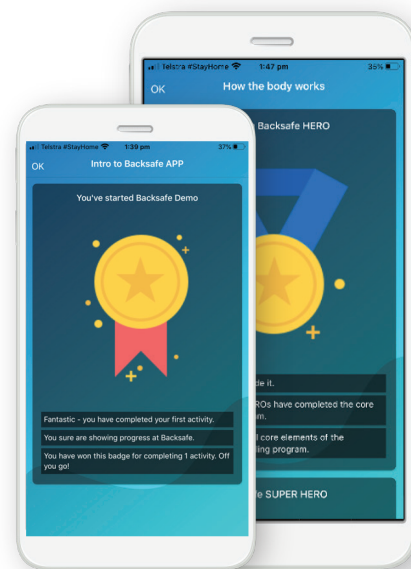 Telstra #StayHome 1:47 pm 35%
OK How the body works
Backsafe HERO
de it.
ROs have completed the core
m.
l core elements of the
ling program.
fe SUPER HERO
Telstra #StayHome 1:39 pm 37%
OK Intro to Backsafe APP
You've started Backsafe Demo
Fantastic - you have completed your first activity.
You sure are showing progress at Backsafe.
You have won this badge for completing 1 activity. Off
you go!